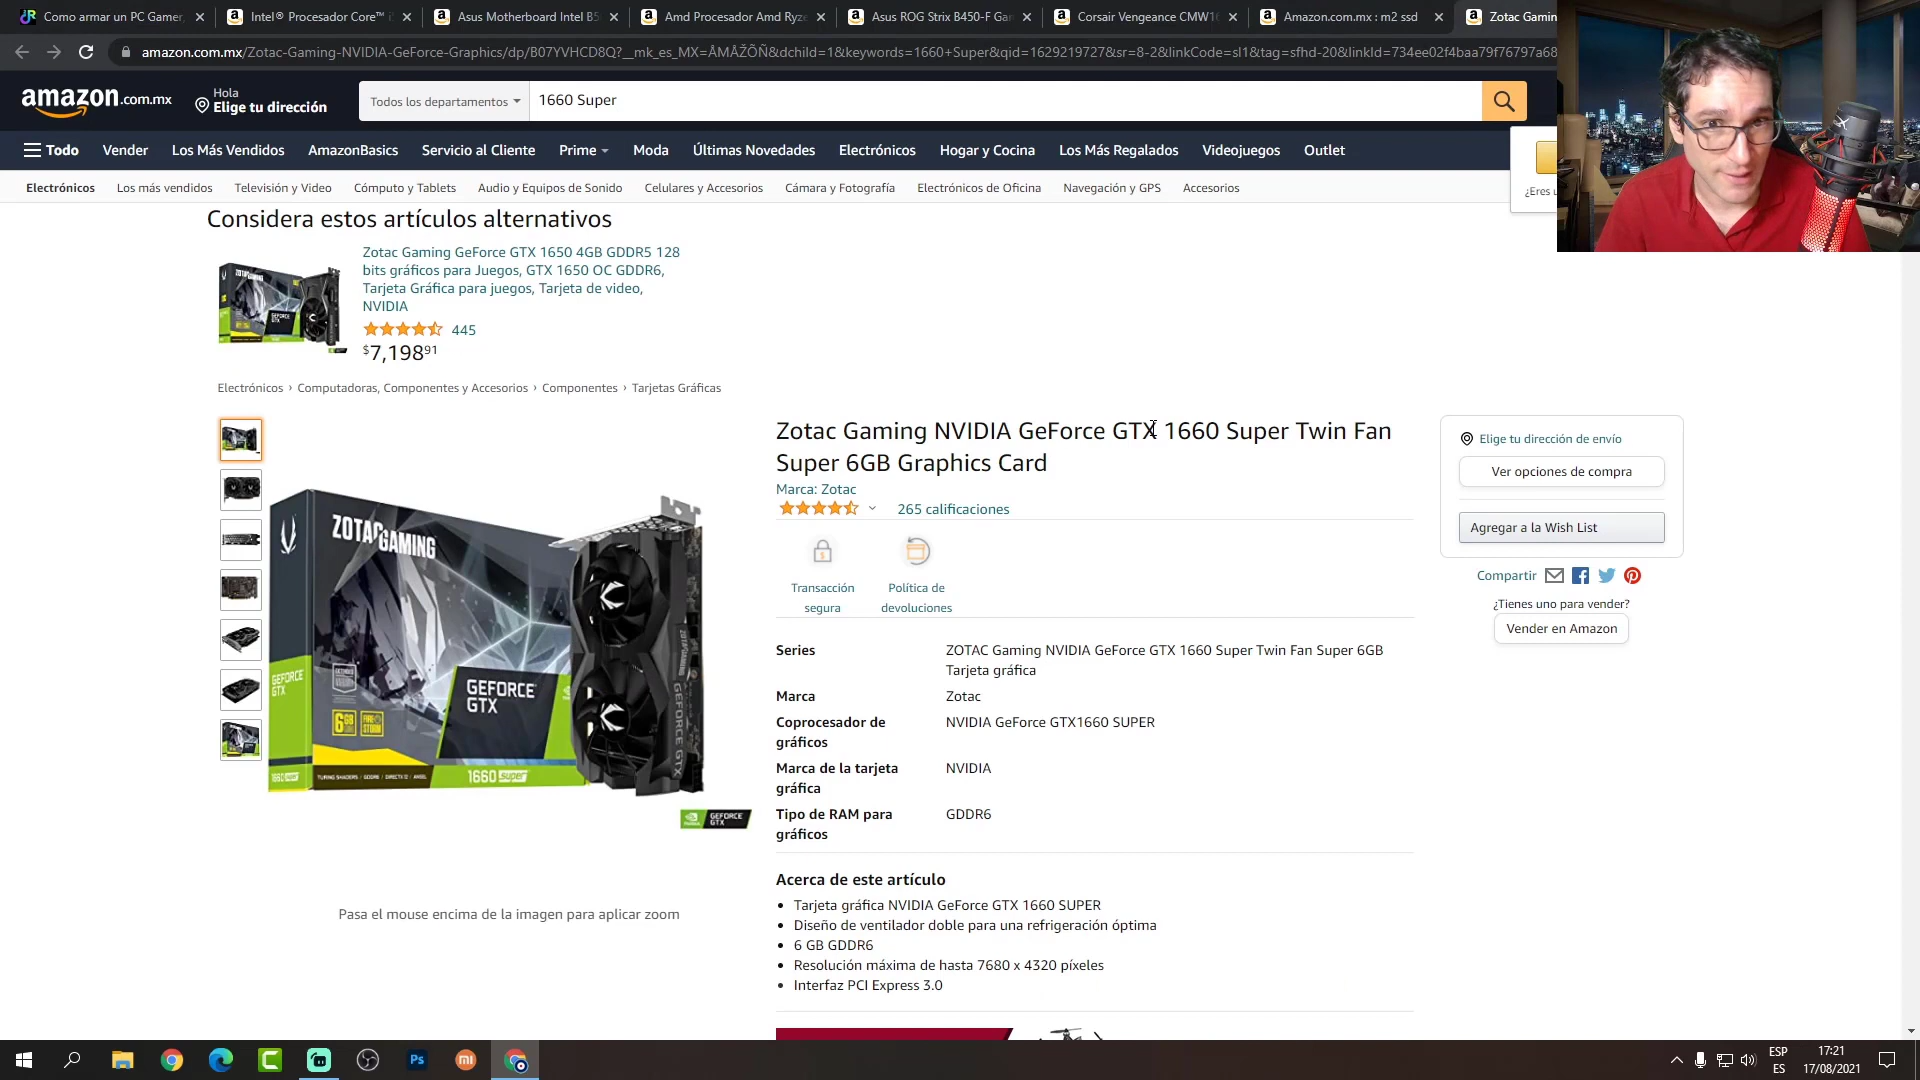 Como armar un PC Gamer,
Intel® Procesador Core™ i
Asus Motherboard Intel B5
Amd Procesador Amd Ryze
Asus ROG Strix B450-F Gam
Corsair Vengeance CMW16
Amazon.com.mx : m2 ssd
Zotac Gamin
amazon.com.mx/Zotac-Gaming-NVIDIA-GeForce-Graphics/dp/B07YVHCD8Q?__mk_es_MX=ÅMÅŽÕÑ&dchild=1&keywords=1660+Super&qid=1629219727&sr=8-2&linkCode=sl1&tag=sfhd-20&linkId=734ee02f4baa79f76797a68
amazon.com.mx
Hola
Elige tu dirección
Todos los departamentos
1660 Super
Todo
Vender
Los Más Vendidos
AmazonBasics
Servicio al Cliente
Prime
Moda
Últimas Novedades
Electrónicos
Hogar y Cocina
Los Más Regalados
Videojuegos
Outlet
¿Eres u
Electrónicos
Los más vendidos
Televisión y Video
Cómputo y Tablets
Audio y Equipos de Sonido
Celulares y Accesorios
Cámara y Fotografía
Electrónicos de Oficina
Navegación y GPS
Accesorios
Considera estos artículos alternativos
Zotac Gaming GeForce GTX 1650 4GB GDDR5 128
bits gráficos para Juegos, GTX 1650 OC GDDR6,
Tarjeta Gráfica para juegos, Tarjeta de video,
NVIDIA
445
$7,19891
Electrónicos › Computadoras, Componentes y Accesorios › Componentes › Tarjetas Gráficas
Zotac Gaming NVIDIA GeForce GTX 1660 Super Twin Fan
Super 6GB Graphics Card
Marca: Zotac
265 calificaciones
Transacción
segura
Política de
devoluciones
Series
ZOTAC Gaming NVIDIA GeForce GTX 1660 Super Twin Fan Super 6GB
Tarjeta gráfica
Marca
Zotac
Coprocesador de
gráficos
NVIDIA GeForce GTX1660 SUPER
Marca de la tarjeta
gráfica
NVIDIA
Tipo de RAM para
gráficos
GDDR6
Acerca de este artículo
Tarjeta gráfica NVIDIA GeForce GTX 1660 SUPER
Diseño de ventilador doble para una refrigeración óptima
6 GB GDDR6
Resolución máxima de hasta 7680 x 4320 píxeles
Interfaz PCI Express 3.0
Elige tu dirección de envío
Ver opciones de compra
Agregar a la Wish List
Compartir
¿Tienes uno para vender?
Vender en Amazon
ZOTAC GAMING
GEFORCE
GTX
GEFORCE
GTX
6GB
1660 SUPER
1660 SUPER
GEFORCE GTX
GEFORCE
GTX
Pasa el mouse encima de la imagen para aplicar zoom
Ps
ESP
ES
17:21
17/08/2021